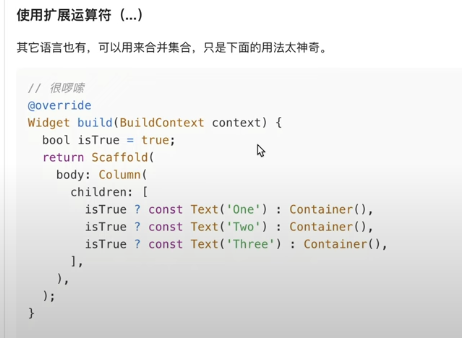 使用扩展运算符（...）
其它语言也有，可以用来合并集合，只是下面的用法太神奇。
// 很啰嗦
@override
Widget build(BuildContext context) {
  bool isTrue = true;
  return Scaffold(
    body: Column(
      children: [
        isTrue ? const Text('One') : Container(),
        isTrue ? const Text('Two') : Container(),
        isTrue ? const Text('Three') : Container(),
      ],
    ),
  );
}